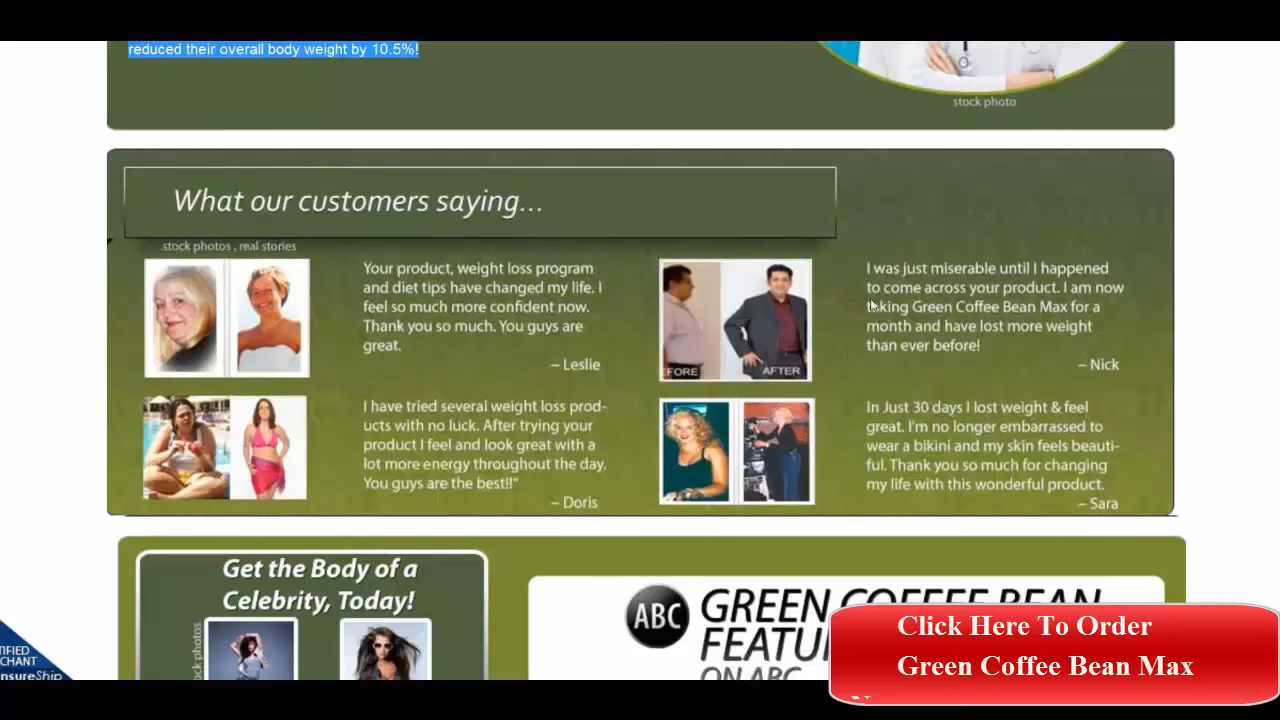 reduced their overall body weight by 10.5%!
stock photo
What our customers saying...
stock photos , real stories
Your product, weight loss program
and diet tips have changed my life. I
feel so much more confident now.
Thank you so much. You guys are
great.
– Leslie
I was just miserable until I happened
to come across your product. I am now
taking Green Coffee Bean Max for a
month and have lost more weight
than ever before!
– Nick
EFORE
AFTER
I have tried several weight loss prod-
ucts with no luck. After trying your
product I feel and look great with a
lot more energy throughout the day.
You guys are the best!!"
– Doris
In Just 30 days I lost weight & feel
great. I'm no longer embarrassed to
wear a bikini and my skin feels beauti-
ful. Thank you so much for changing
my life with this wonderful product.
– Sara
Get the Body of a
Celebrity, Today!
ck photos
ABC
GREEN COFFEE BEAN
FEATU
ON ABC
TIFIED
CHANT
nsureShip
Click Here To Order
Green Coffee Bean Max